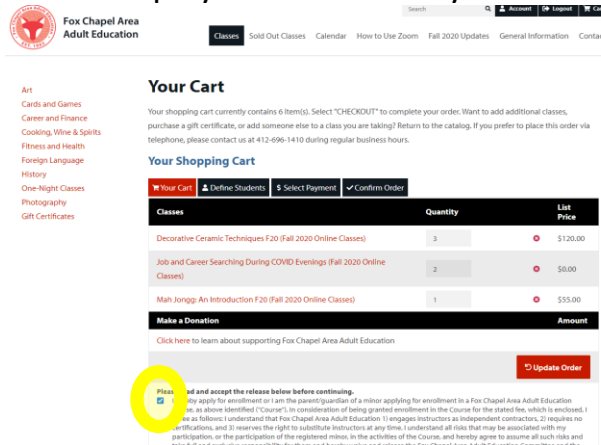 Search
Account
Logout
Fox Chapel Area
Adult Education
Classes Sold Out Classes Calendar How to Use Zoom Fall 2020 Updates General Information
Your Cart
Art
Cards and Games
Career and Finance
Cooking, Wine & Spirits
Fitness and Health
Foreign Language
History
One-Night Classes
Photography
Gift Certificates
Your shopping cart currently contains 6 item(s). Select "CHECKOUT" to complete your order. Want to add additional classes,
purchase a gift certificate, or add someone else to a class you are taking? Return to the catalog. If you prefer to place this order via
telephone, please contact us at 412-696-1410 during regular business hours.
Your Shopping Cart
Your Cart Define Students $ Select Payment Confirm Order
Classes Quantity List
Price
Decorative Ceramic Techniques F20 (Fall 2020 Online Classes) 3 $120.00
Job and Career Searching During COVID Evenings (Fall 2020 Online
Classes) 2 $0.00
Mah Jongg: An Introduction F20 (Fall 2020 Online Classes) 1 $55.00
Make a Donation Amount
Click here to learn about supporting Fox Chapel Area Adult Education
Update Order
and accept the release below before continuing.
apply for enrollment or I am the parent/guardian of a minor applying for enrollment in a Fox Chapel Area Adult Education
as above identified ("Course"). In consideration of being granted enrollment in the Course for the stated fee, which is enclosed. I
as follows: I understand that Fox Chapel Area Adult Education 1) engages instructors as independent contractors, 2) requires no
certifications, and 3) reserves the right to substitute instructors at any time. I understand all risks that may be associated with my
participation, or the participation of the registered minor, in the activities of the Course, and hereby agree to assume all such risks and